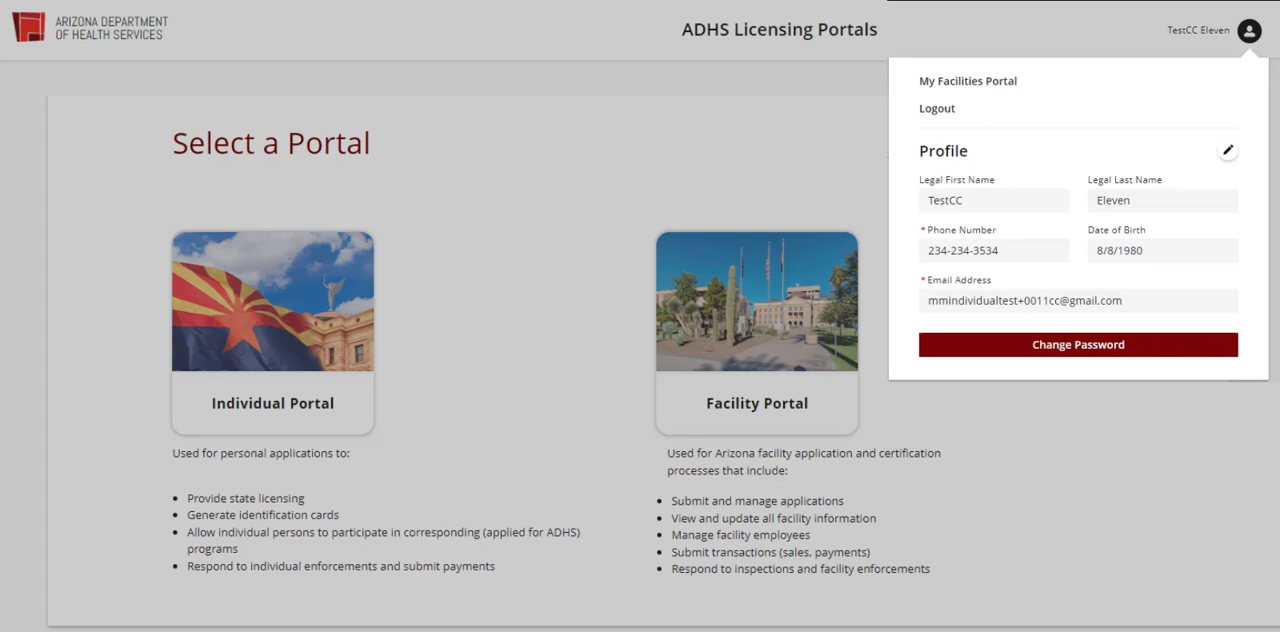 ARIZONA DEPARTMENT
OF HEALTH SERVICES
ADHS Licensing Portals
TestCC Eleven
My Facilities Portal
Logout
Profile
Legal First Name
Legal Last Name
TestCC
Eleven
* Phone Number
Date of Birth
234-234-3534
8/8/1980
* Email Address
mmindividualtest+0011cc@gmail.com
Change Password
Select a Portal
Individual Portal
Used for personal applications to:
• Provide state licensing
• Generate identification cards
• Allow individual persons to participate in corresponding (applied for ADHS)
programs
• Respond to individual enforcements and submit payments
Facility Portal
Used for Arizona facility application and certification
processes that include:
• Submit and manage applications
• View and update all facility information
• Manage facility employees
• Submit transactions (sales, payments)
• Respond to inspections and facility enforcements